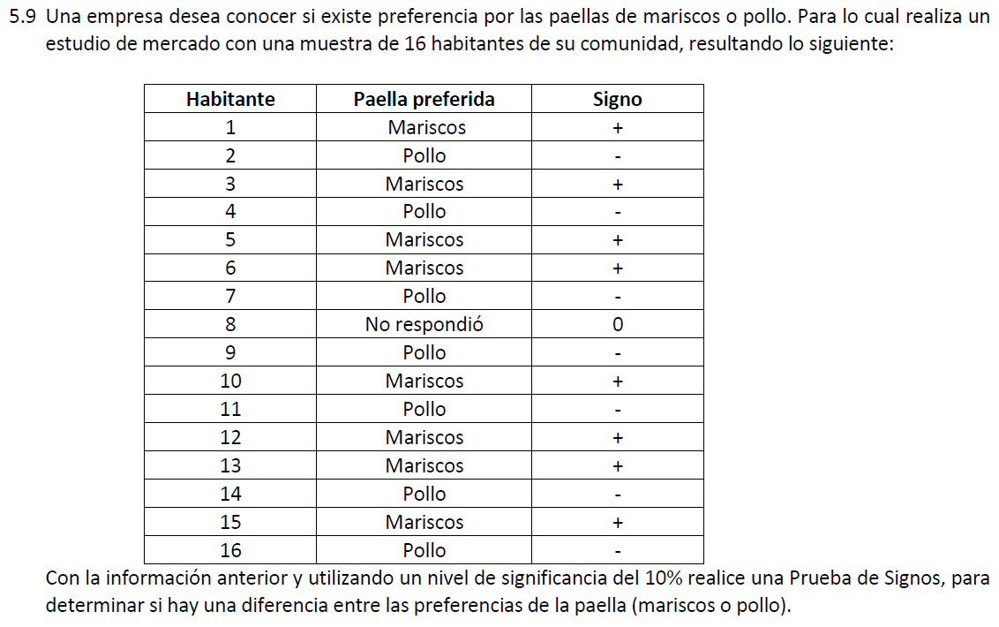 5.9 Una empresa desea conocer si existe preferencia por las paellas de mariscos o pollo. Para lo cual realiza un
estudio de mercado con una muestra de 16 habitantes de su comunidad, resultando lo siguiente:
Habitante Paella preferida Signo
1 Mariscos +
2 Pollo -
3 Mariscos +
4 Pollo -
5 Mariscos +
6 Mariscos +
7 Pollo -
8 No respondió 0
9 Pollo -
10 Mariscos +
11 Pollo -
12 Mariscos +
13 Mariscos +
14 Pollo -
15 Mariscos +
16 Pollo -
Con la información anterior y utilizando un nivel de significancia del 10% realice una Prueba de Signos, para
determinar si hay una diferencia entre las preferencias de la paella (mariscos o pollo).